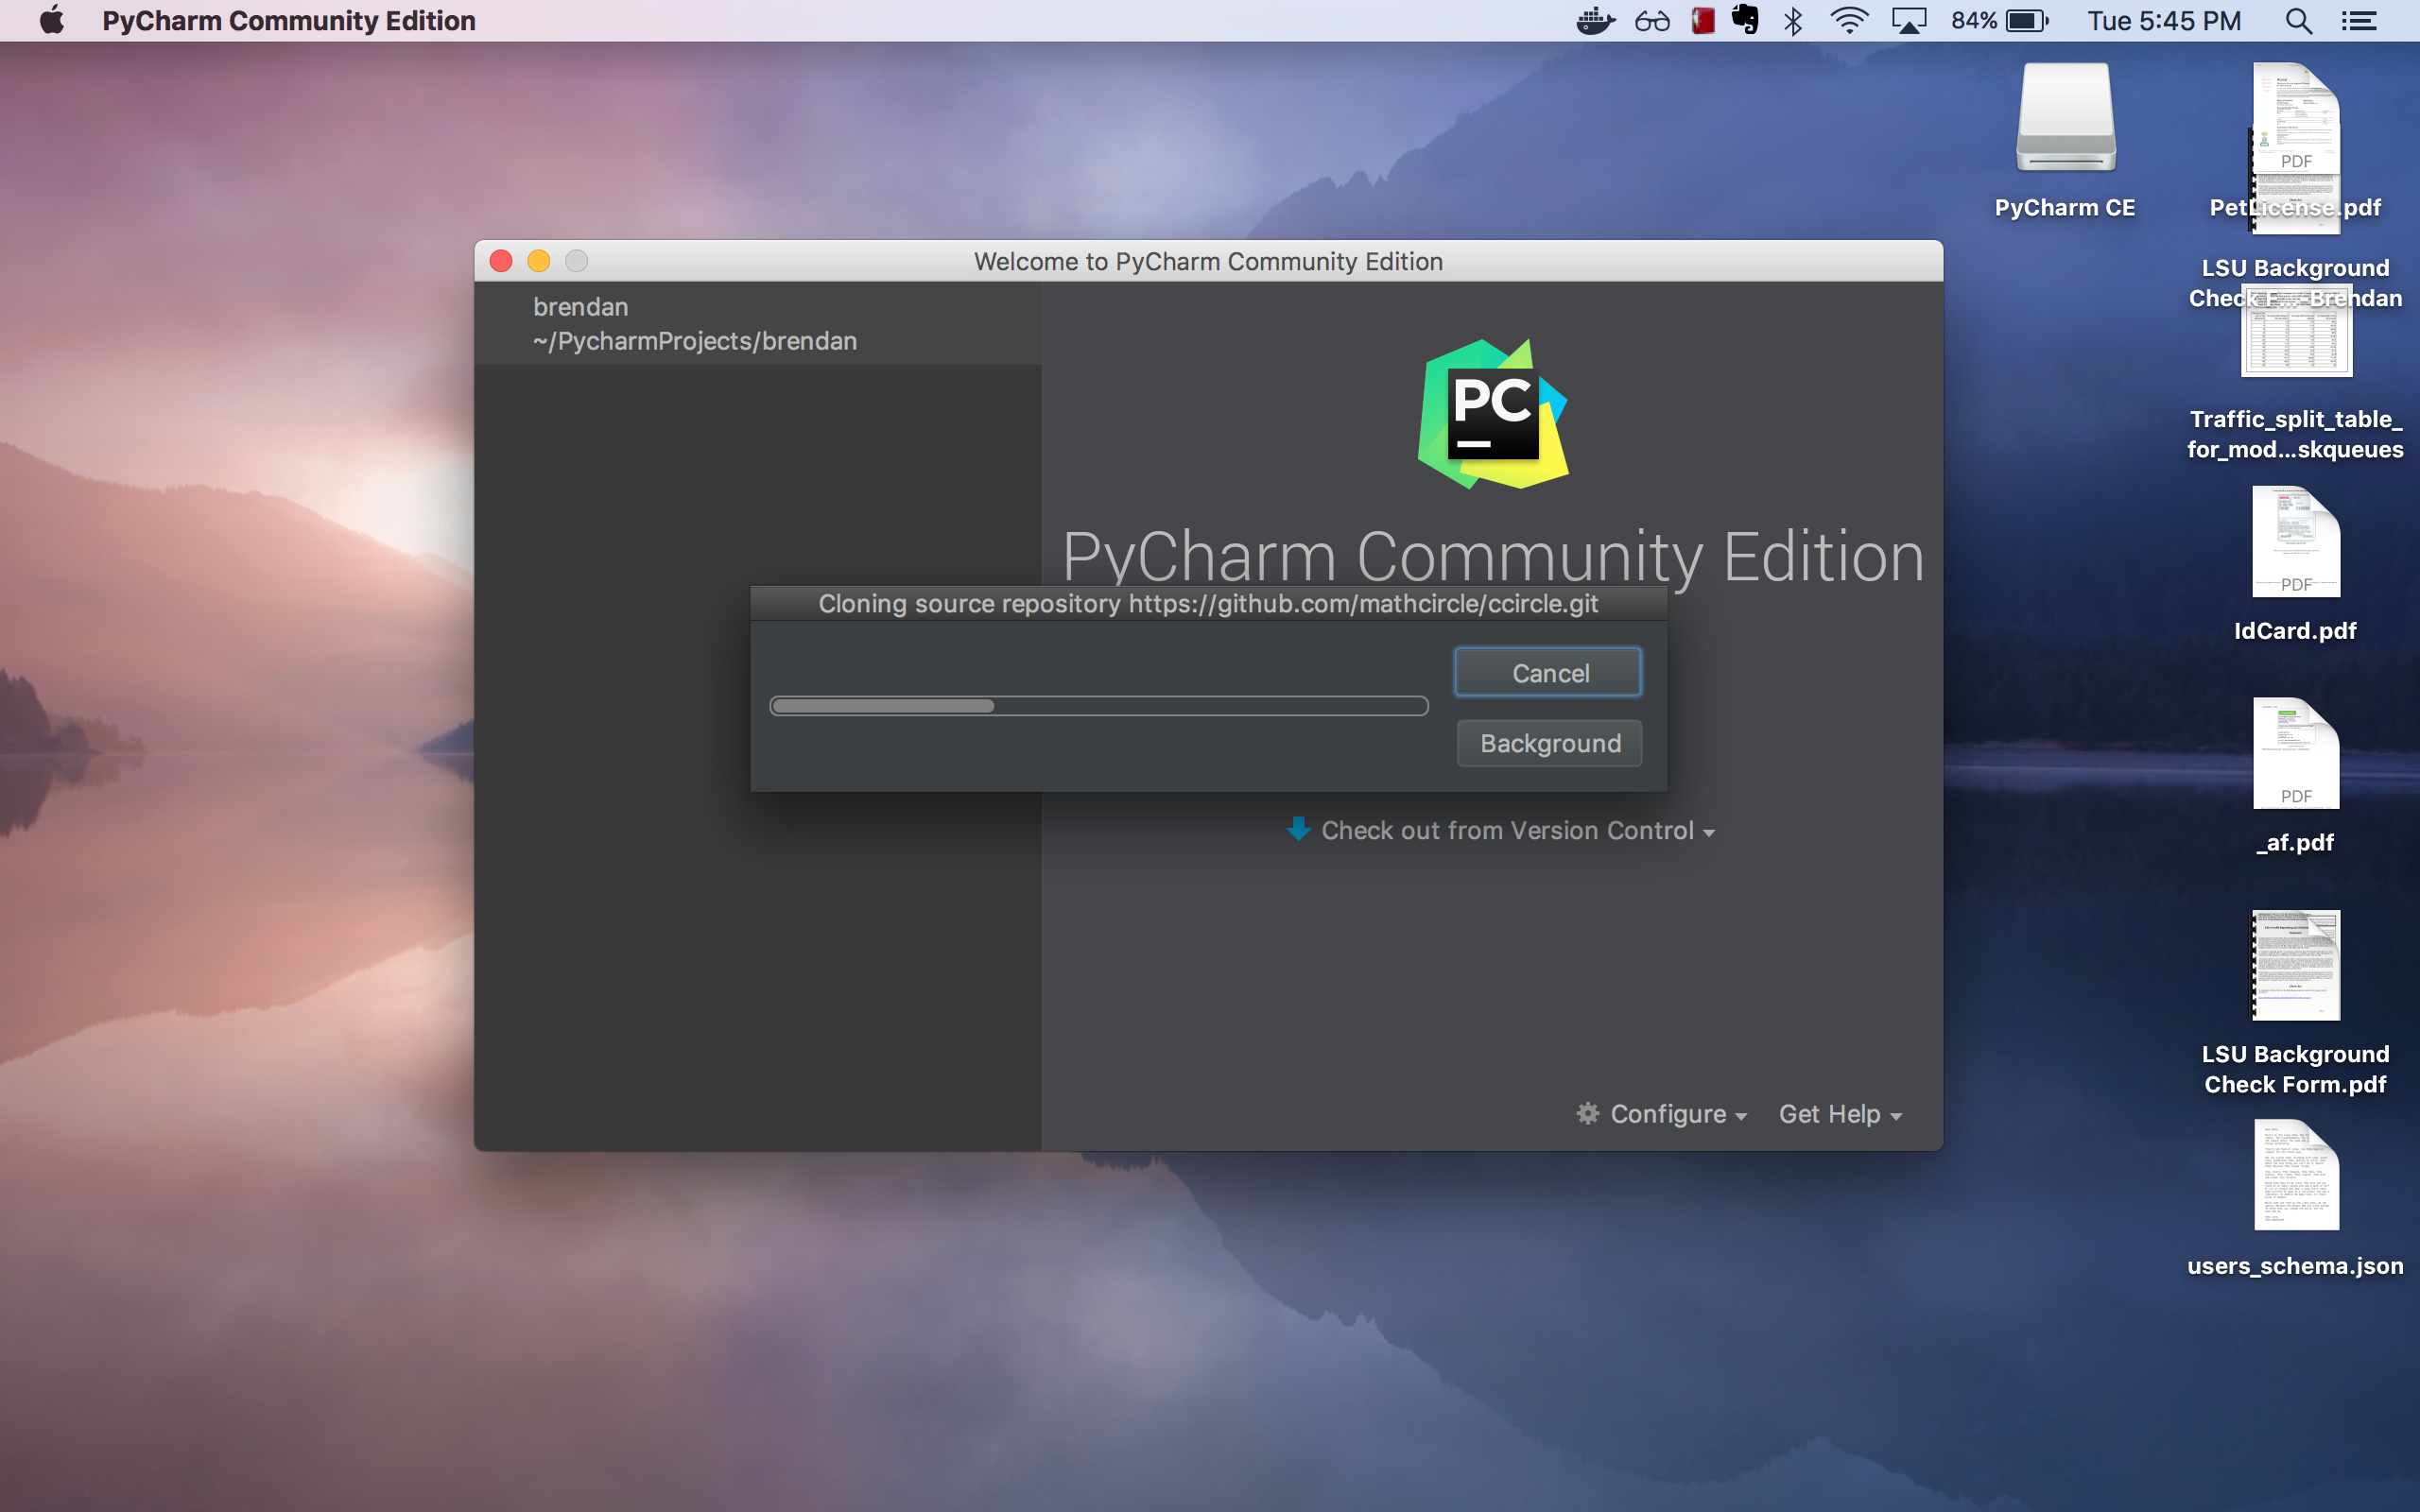 PyCharm Community Edition
84%
Tue 5:45 PM
PyCharm CE
PDF
PetLicense.pdf
LSU Background
Check F...-Brendan
Traffic_split_table_
for_mod...skqueues
PDF
IdCard.pdf
PDF
_af.pdf
LSU Background
Check Form.pdf
users_schema.json
Welcome to PyCharm Community Edition
brendan
~/PycharmProjects/brendan
PC
PyCharm Community Edition
Cloning source repository https://github.com/mathcircle/ccircle.git
Cancel
Background
Check out from Version Control
Configure
Get Help